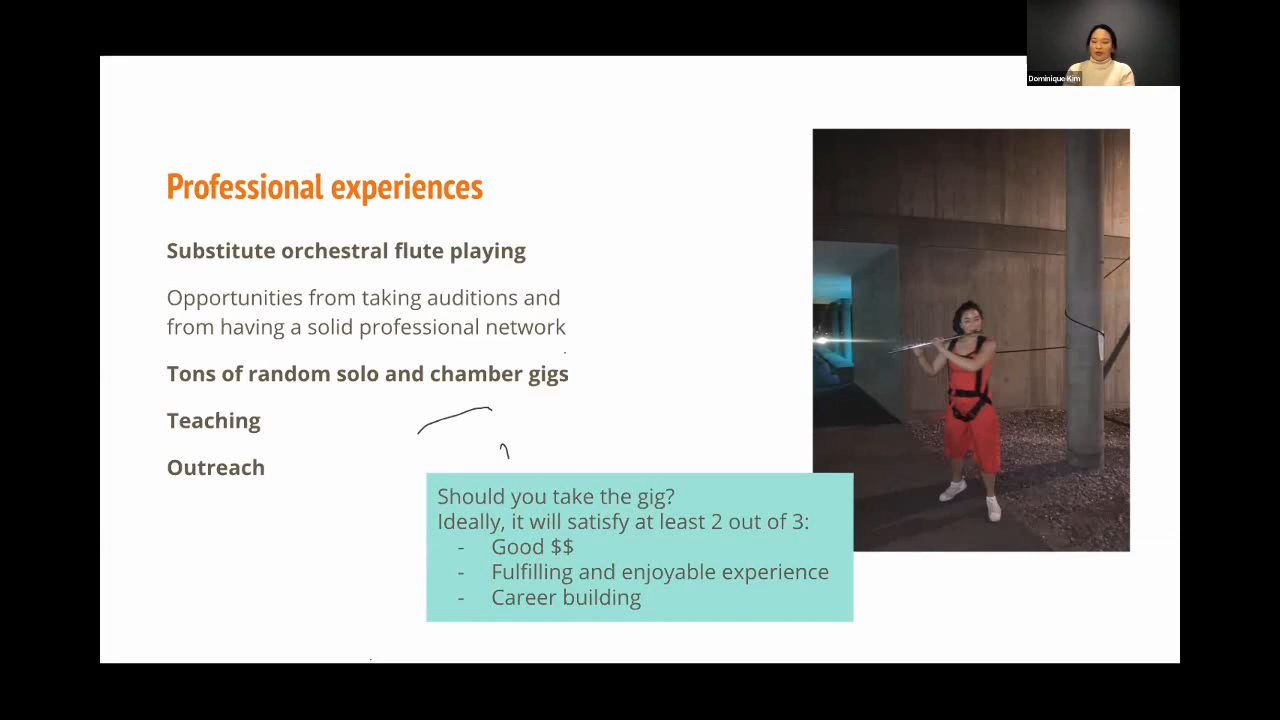 Dominique Kim
Professional experiences
Substitute orchestral flute playing
Opportunities from taking auditions and
from having a solid professional network
Tons of random solo and chamber gigs
Teaching
Outreach
Should you take the gig?
Ideally, it will satisfy at least 2 out of 3:
- Good $$
- Fulfilling and enjoyable experience
- Career building